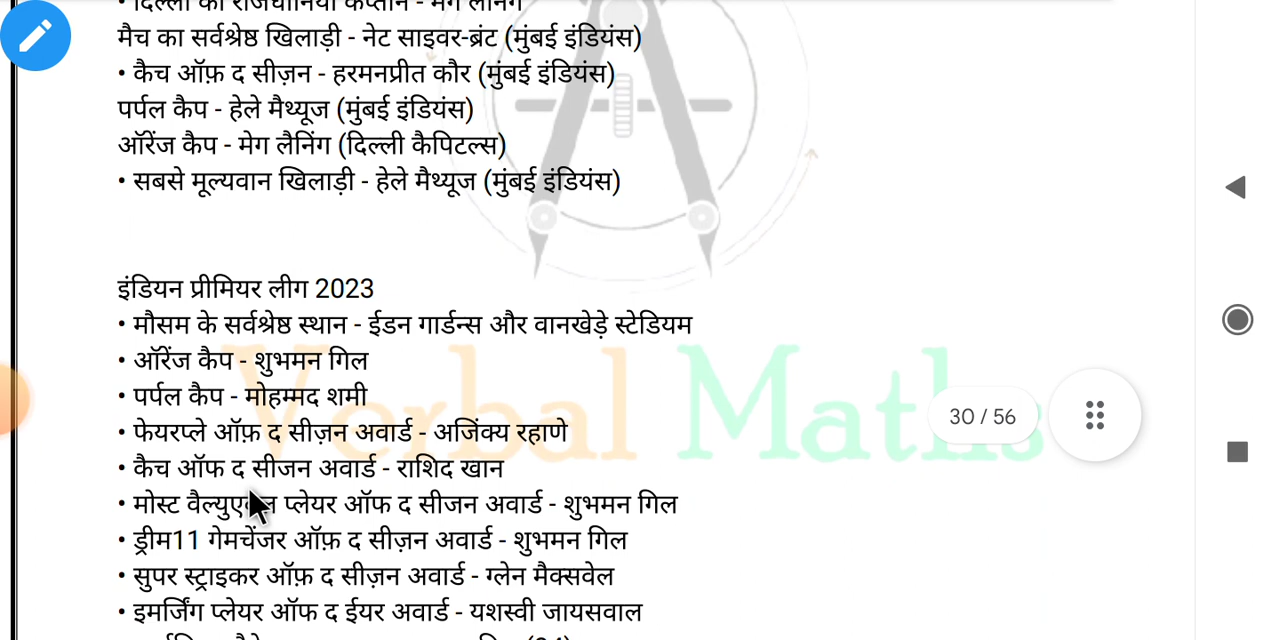 • दिल्ली की राजधानियों कप्तान - मेग लैनिंग
मैच का सर्वश्रेष्ठ खिलाड़ी - नेट साइवर-ब्रंट (मुंबई इंडियंस)
• कैच ऑफ़ द सीज़न - हरमनप्रीत कौर (मुंबई इंडियंस)
पर्पल कैप - हेले मैथ्यूज (मुंबई इंडियंस)
ऑरेंज कैप - मेग लैनिंग (दिल्ली कैपिटल्स)
• सबसे मूल्यवान खिलाड़ी - हेले मैथ्यूज (मुंबई इंडियंस)
इंडियन प्रीमियर लीग 2023
• मौसम के सर्वश्रेष्ठ स्थान - ईडन गार्डन्स और वानखेड़े स्टेडियम
• ऑरेंज कैप - शुभमन गिल
• पर्पल कैप - मोहम्मद शमी
Verbal Maths
30 / 56
• फेयरप्ले ऑफ़ द सीज़न अवार्ड - अजिंक्य रहाणे
• कैच ऑफ द सीजन अवार्ड - राशिद खान
• मोस्ट वैल्युएबल प्लेयर ऑफ द सीजन अवार्ड - शुभमन गिल
• ड्रीम11 गेमचेंजर ऑफ़ द सीज़न अवार्ड - शुभमन गिल
• सुपर स्ट्राइकर ऑफ़ द सीज़न अवार्ड - ग्लेन मैक्सवेल
• इमर्जिंग प्लेयर ऑफ द ईयर अवार्ड - यशस्वी जायसवाल